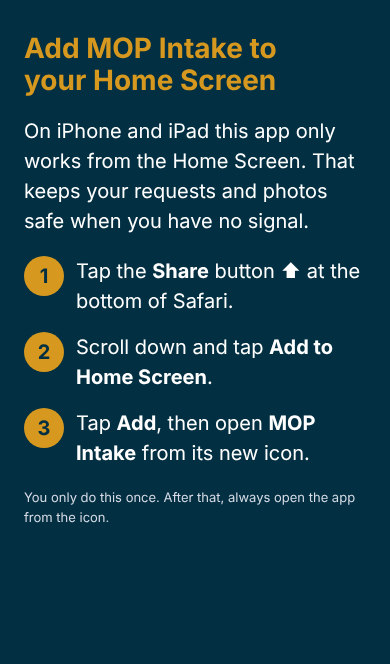 Add MOP Intake to
your Home Screen
On iPhone and iPad this app only
works from the Home Screen. That
keeps your requests and photos
safe when you have no signal.
1 Tap the Share button ⬆ at the
bottom of Safari.
2 Scroll down and tap Add to
Home Screen.
3 Tap Add, then open MOP
Intake from its new icon.
You only do this once. After that, always open the app
from the icon.